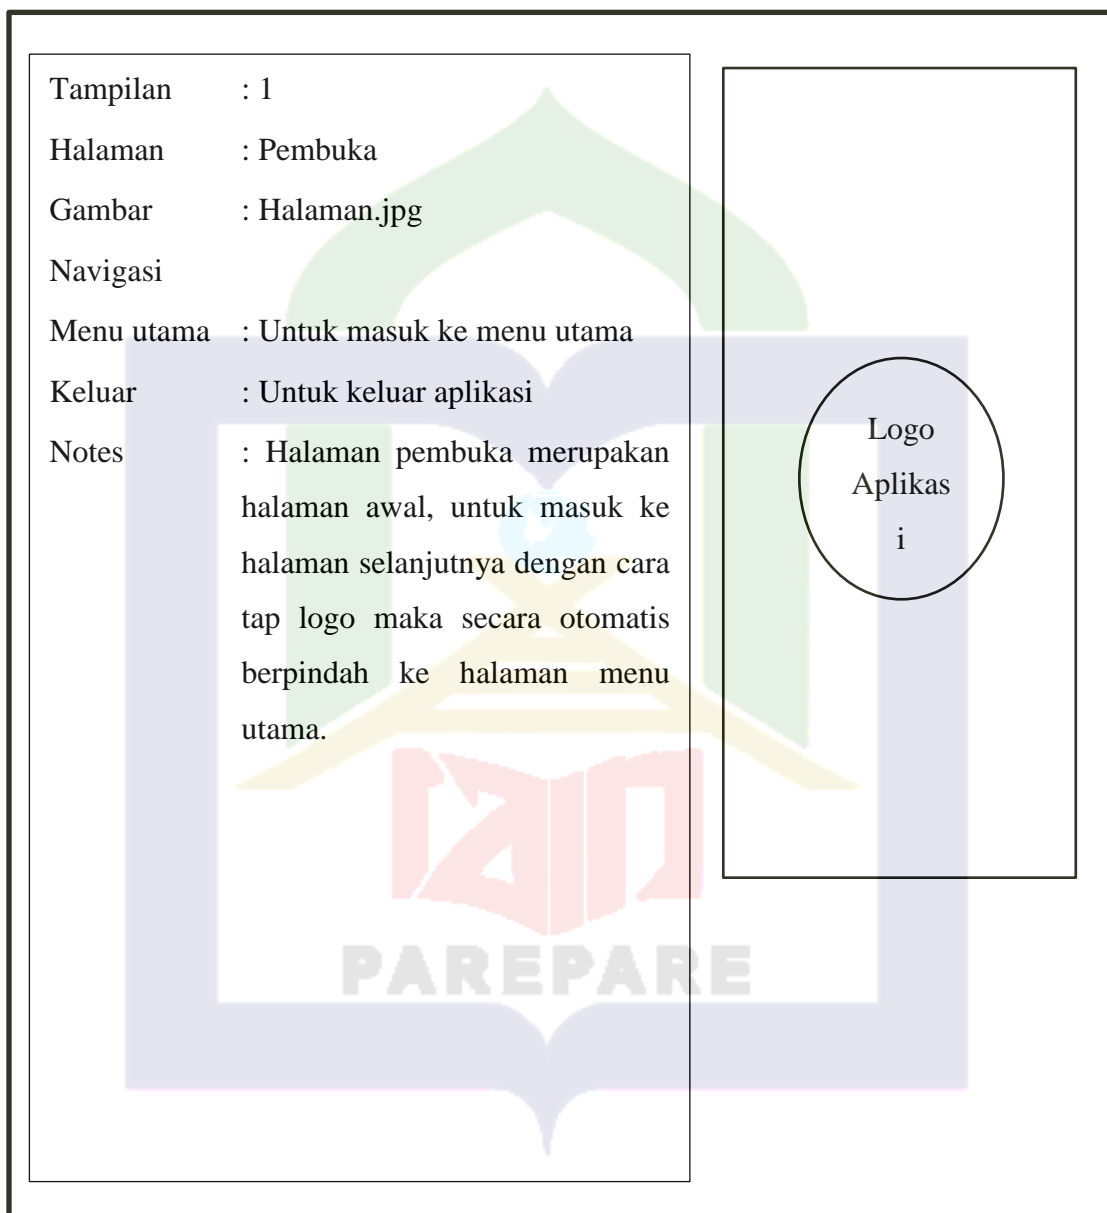 Tampilan : 1
Halaman : Pembuka
Gambar : Halaman.jpg
Navigasi
Menu utama : Untuk masuk ke menu utama
Keluar : Untuk keluar aplikasi
Notes : Halaman pembuka merupakan
halaman awal, untuk masuk ke
halaman selanjutnya dengan cara
tap logo maka secara otomatis
berpindah ke halaman menu
utama.
Logo
Aplikas
i
iain
PAREPARE